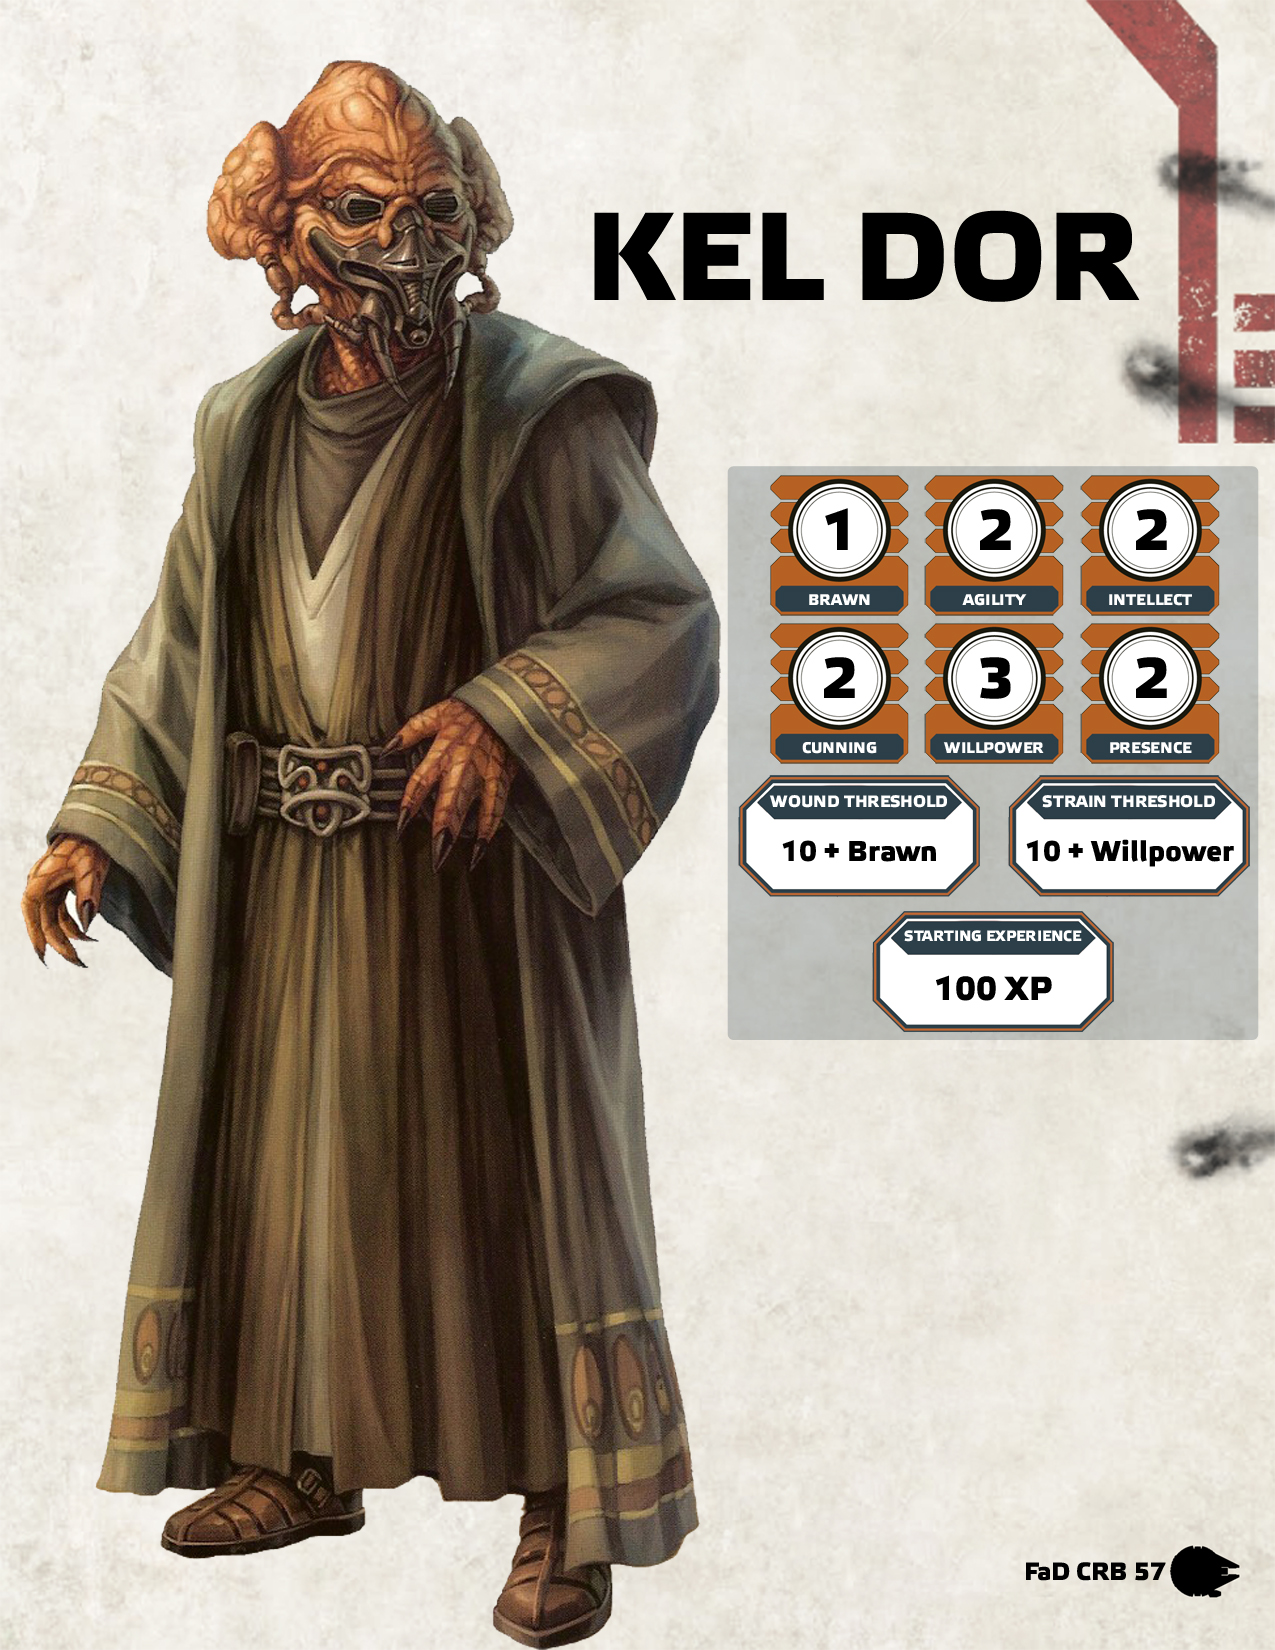 KEL DOR
1 2 2
BRAWN AGILITY INTELLECT
2 3 2
CUNNING WILLPOWER PRESENCE
WOUND THRESHOLD STRAIN THRESHOLD
10 + Brawn 10 + Willpower
STARTING EXPERIENCE
100 XP
FaD CRB 57